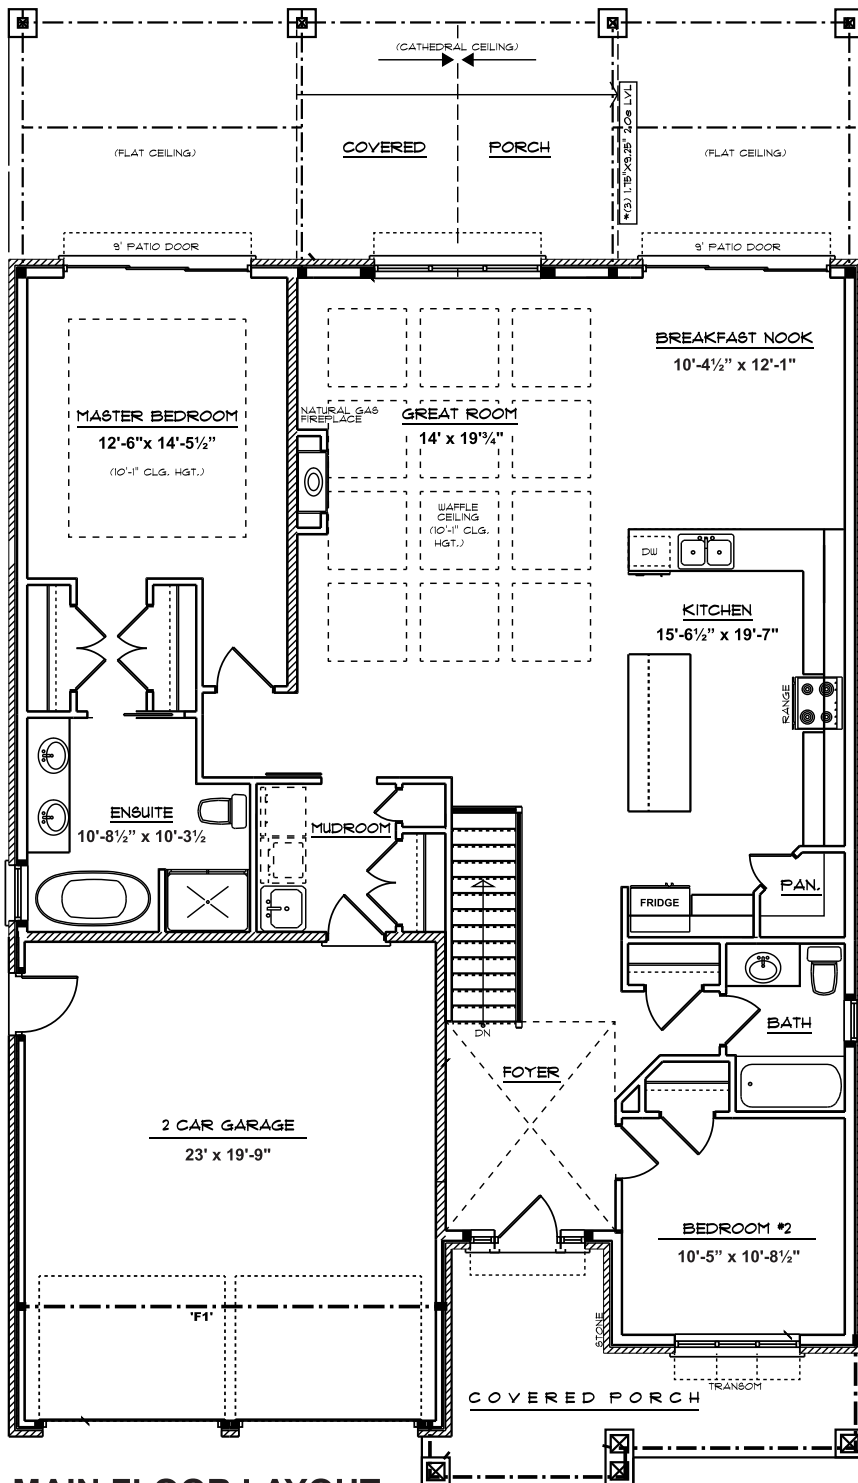 (CATHEDRAL CEILING)
COVERED PORCH
(FLAT CEILING)
(FLAT CEILING)
*(3) 1.75"X9.25" 2.0e LVL
9' PATIO DOOR
9' PATIO DOOR
BREAKFAST NOOK
10'-4½" x 12'-1"
MASTER BEDROOM
12'-6"x 14'-5½"
(10'-1" CLG. HGT.)
NATURAL GAS
FIREPLACE
GREAT ROOM
14' x 19'¾"
WAFFLE
CEILING
(10'-1" CLG.
HGT.)
DW
KITCHEN
15'-6½" x 19'-7"
RANGE
ENSUITE
10'-8½" x 10'-3½
MUDROOM
PAN.
FRIDGE
DN
BATH
FOYER
2 CAR GARAGE
23' x 19'-9"
BEDROOM #2
10'-5" x 10'-8½"
'F1'
STONE
TRANSOM
COVERED PORCH
MAIN FLOOR LAYOUT